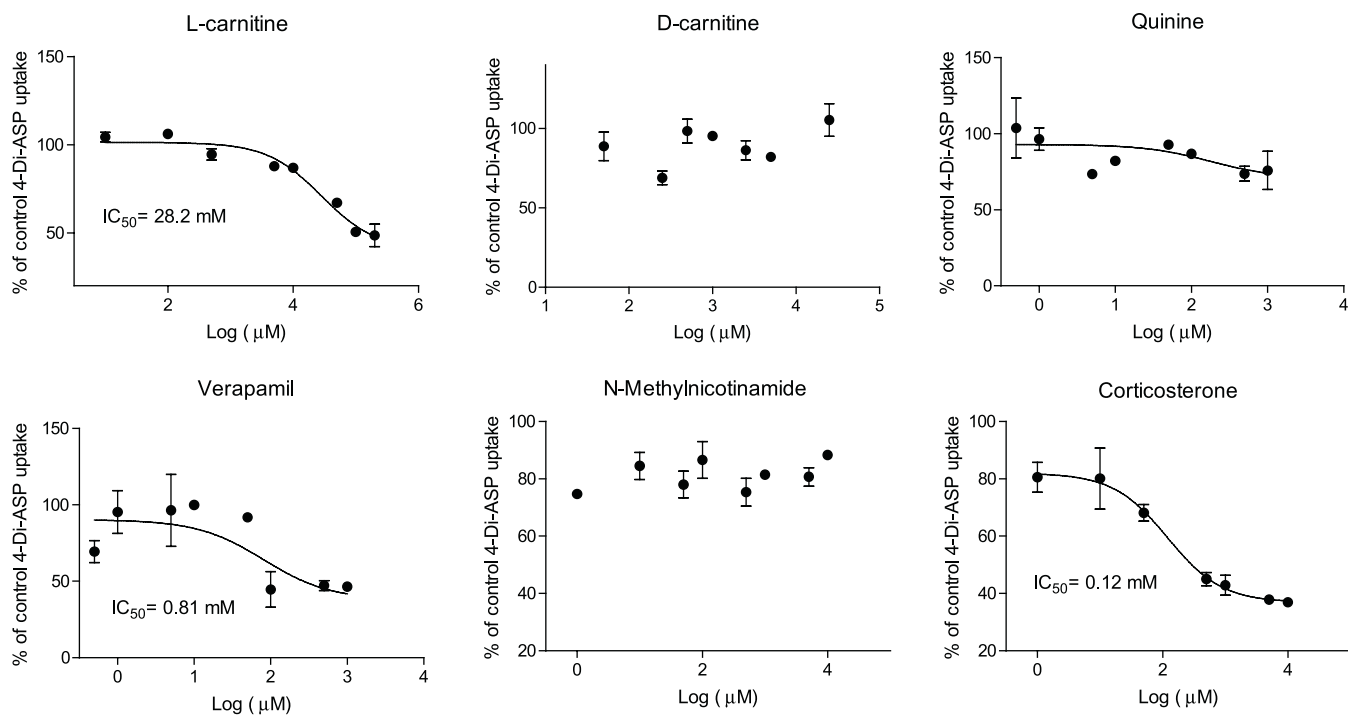 L-carnitine
% of control 4-Di-ASP uptake
150
100
50
IC50= 28.2 mM
2
4
6
Log ( μM)
D-carnitine
% of control 4-Di-ASP uptake
100
50
0
1
2
3
4
5
Log ( μM)
Quinine
% of control 4-Di-ASP uptake
150
100
50
0
0
1
2
3
4
Log ( μM)
Verapamil
% of control 4-Di-ASP uptake
150
100
50
0
IC50= 0.81 mM
0
1
2
3
4
Log ( μM)
N-Methylnicotinamide
% of control 4-Di-ASP uptake
100
80
60
40
20
0
2
4
Log ( μM)
Corticosterone
% of control 4-Di-ASP uptake
100
80
60
40
20
IC50= 0.12 mM
0
2
4
Log ( μM)